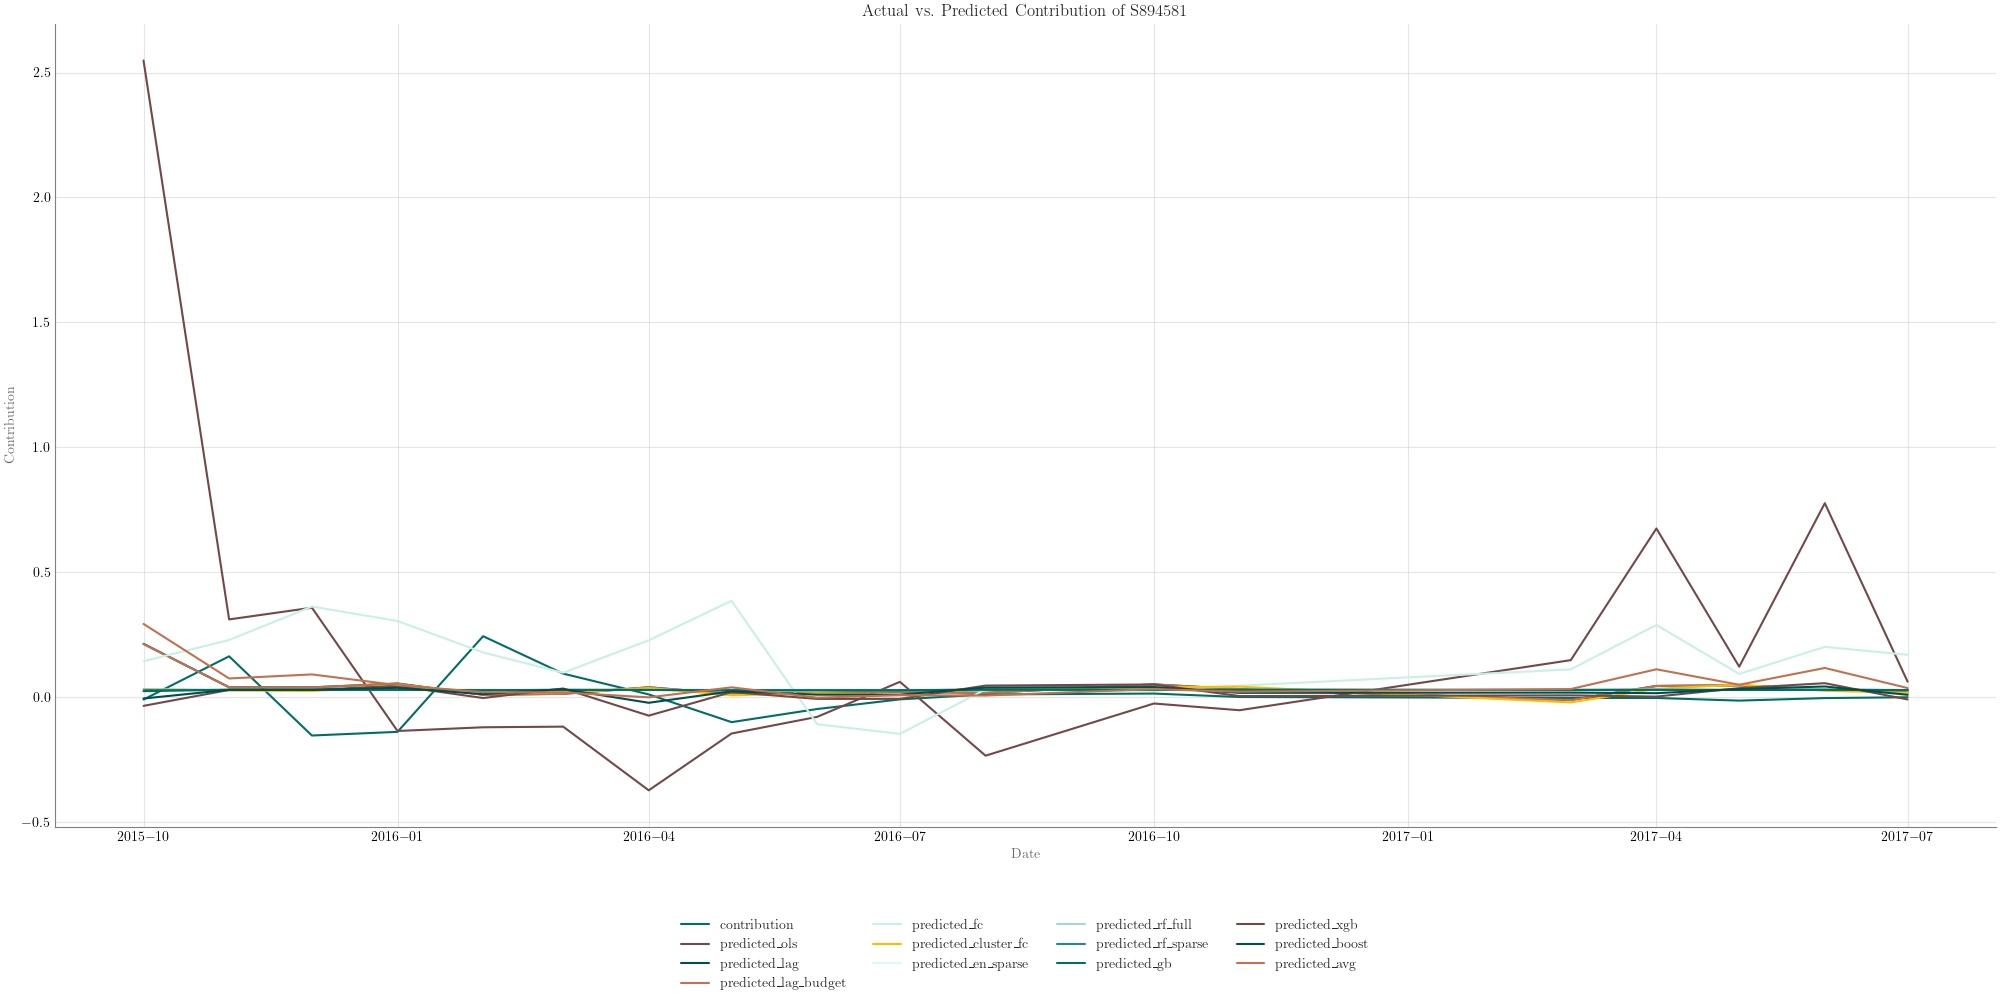 Actual vs. Predicted Contribution of S894581
2.5
2.0
1.5
1.0
0.5
0.0
−0.5
Contribution
2015−10
2016−01
2016−04
2016−07
2016−10
2017−01
2017−04
2017−07
Date
contribution
predicted_ols
predicted_lag
predicted_lag_budget
predicted_fc
predicted_cluster_fc
predicted_en_sparse
predicted_rf_full
predicted_rf_sparse
predicted_gb
predicted_xgb
predicted_boost
predicted_avg